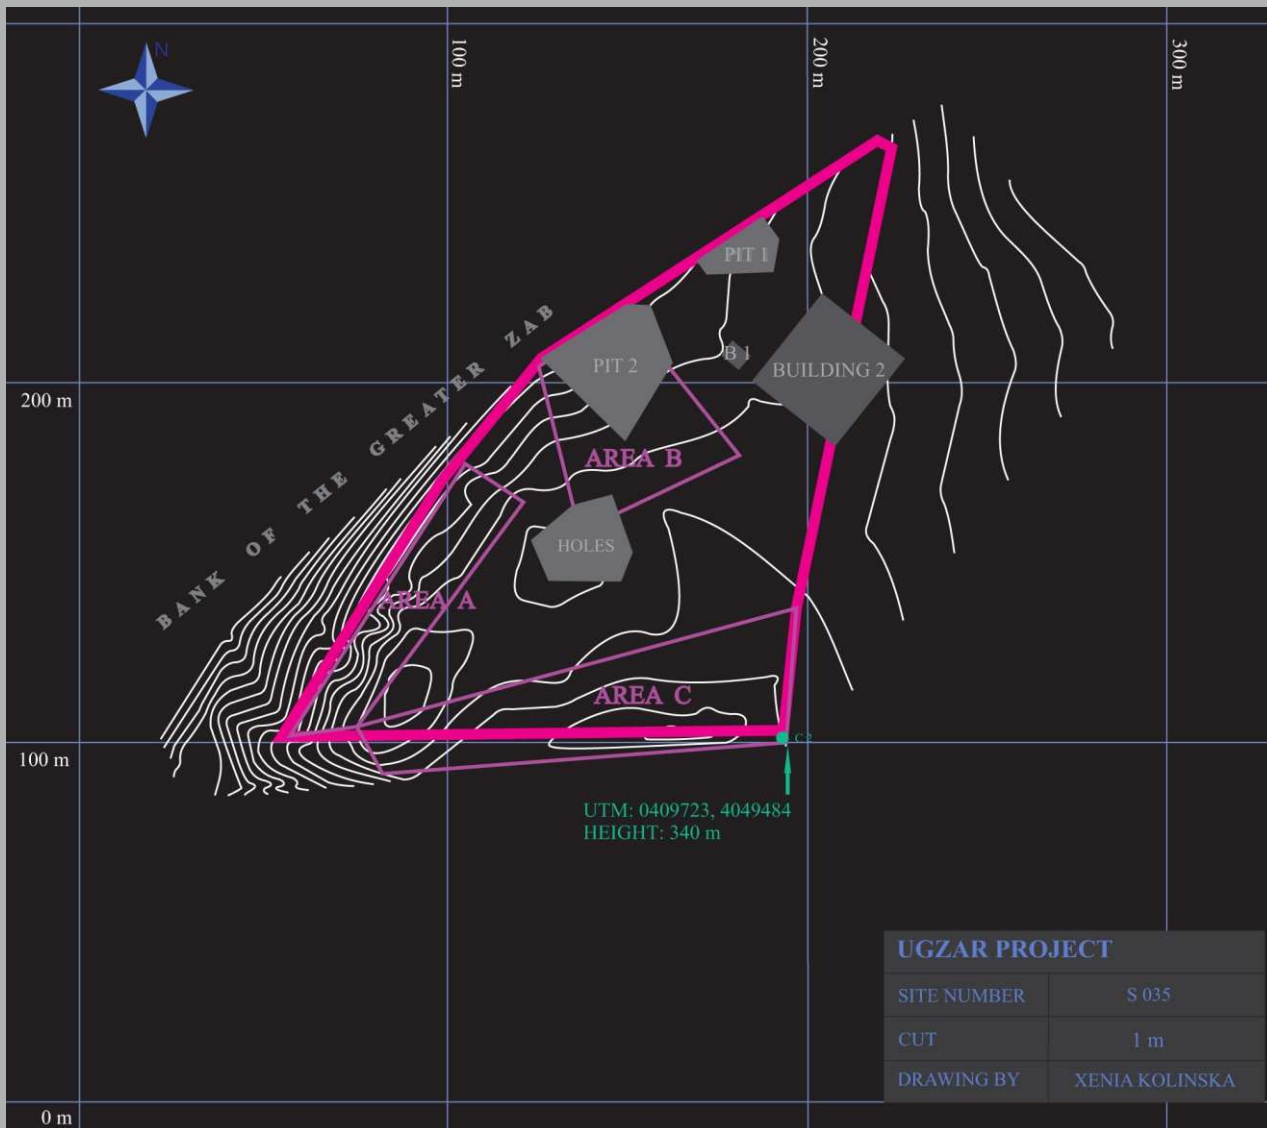 N
100 m
200 m
300 m
PIT 1
BANK OF THE GREATER ZAB
B 1
PIT 2
BUILDING 2
200 m
AREA B
HOLES
AREA A
AREA C
100 m
UTM: 0409723, 4049484
HEIGHT: 340 m
UGZAR PROJECT
SITE NUMBER S 035
CUT 1 m
DRAWING BY XENIA KOLINSKA
0 m